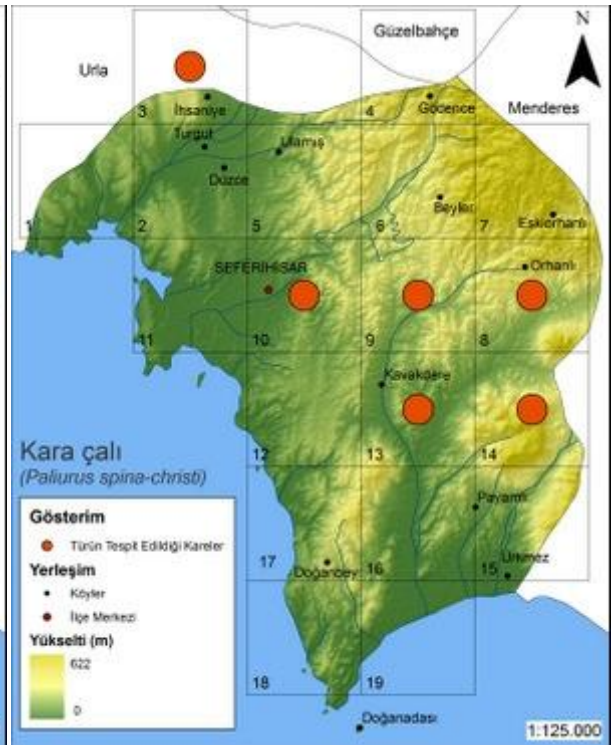 Güzelbahçe
N
Urla
3
4
İhsaniye
Gödence
Menderes
Turgut
Ulamış
Düzce
Beyler
1
2
5
6
7
Eskiorhanlı
SEFERİHİSAR
Orhanlı
11
10
9
8
Kavakdere
Kara çalı
(Paliurus spina-christi)
12
13
14
Payamlı
Gösterim
Türün Tespit Edildiği Kareler
Yerleşim
Köyler
İlçe Merkezi
Yükselti (m)
622
0
17
Doğanbey
16
15
Ürkmez
18
19
Doğanadası
1:125.000